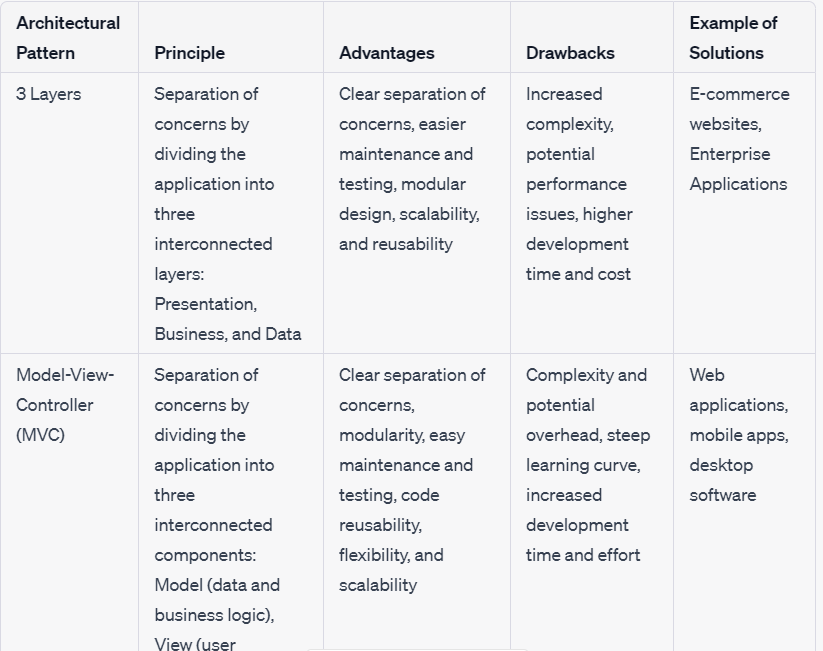 Architectural
Pattern
Principle
Advantages
Drawbacks
Example of
Solutions
3 Layers
Separation of
concerns by
dividing the
application into
three
interconnected
layers:
Presentation,
Business, and Data
Clear separation of
concerns, easier
maintenance and
testing, modular
design, scalability,
and reusability
Increased
complexity,
potential
performance
issues, higher
development
time and cost
E-commerce
websites,
Enterprise
Applications
Model-View-
Controller
(MVC)
Separation of
concerns by
dividing the
application into
three
interconnected
components:
Model (data and
business logic),
View (user
Clear separation of
concerns,
modularity, easy
maintenance and
testing, code
reusability,
flexibility, and
scalability
Complexity and
potential
overhead, steep
learning curve,
increased
development
time and effort
Web
applications,
mobile apps,
desktop
software